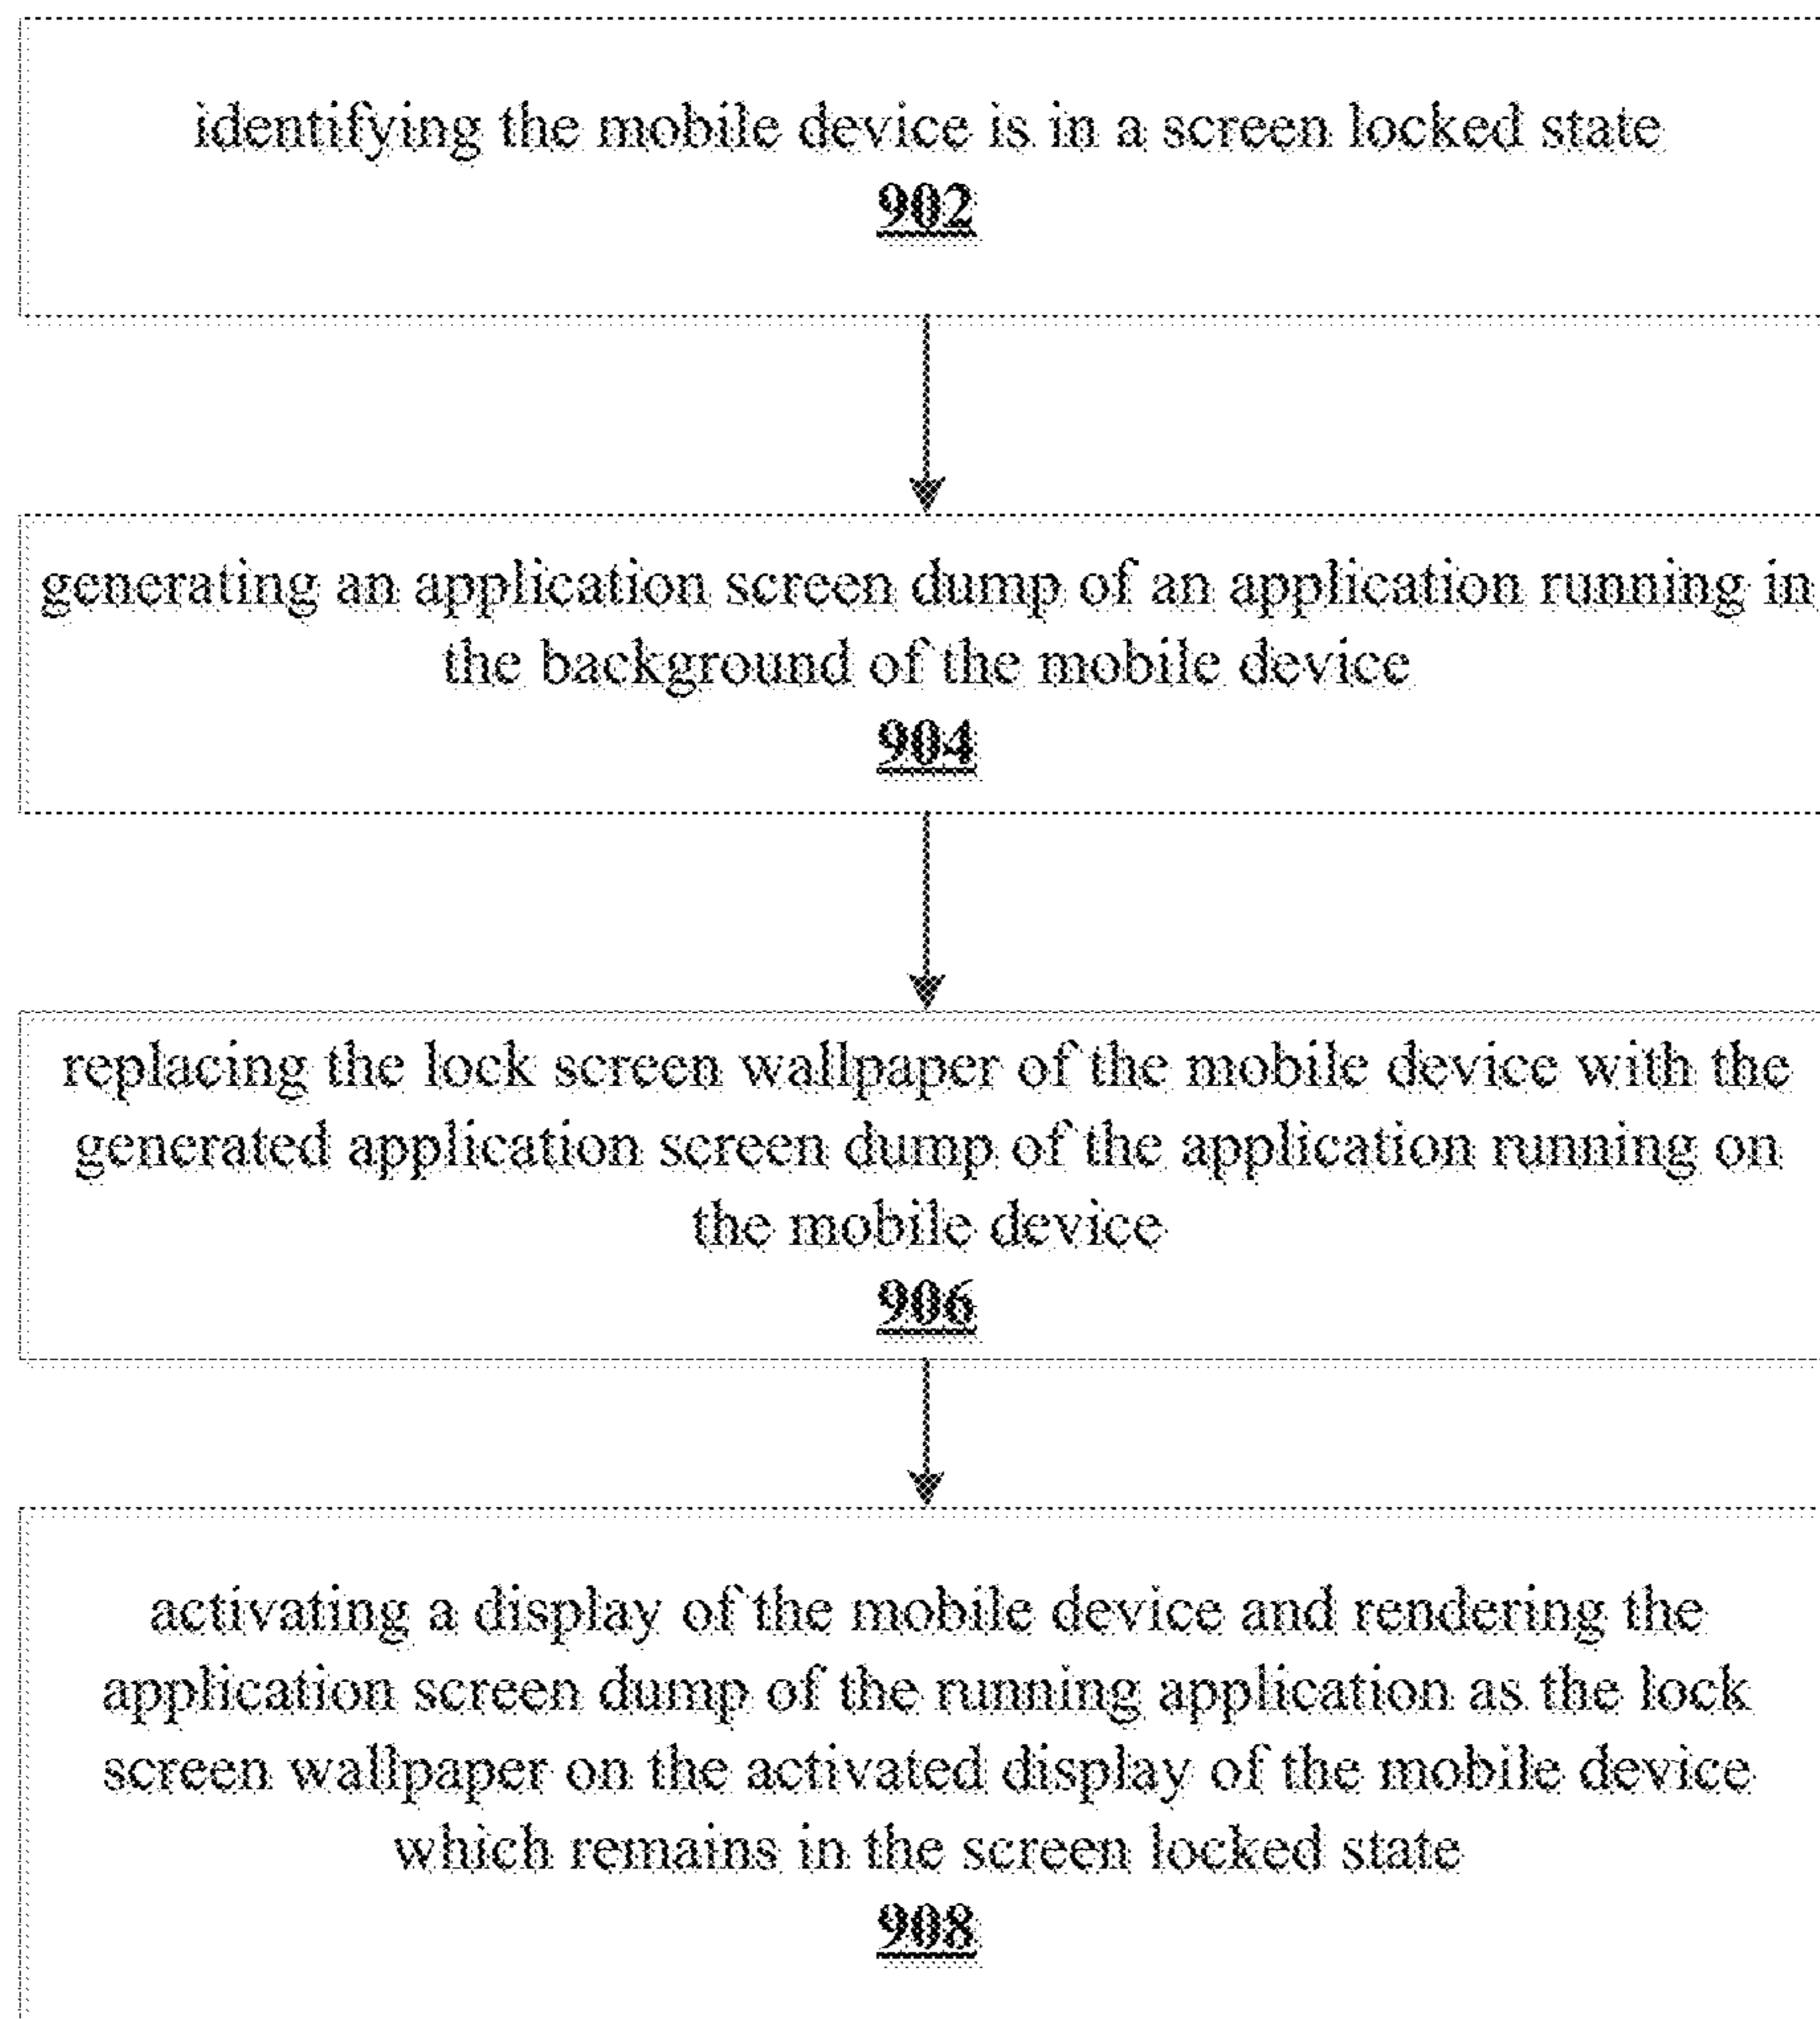 identifying the mobile device is in a screen locked state
902
generating an application screen dump of an application running in
the background of the mobile device
904
replacing the lock screen wallpaper of the mobile device with the
generated application screen dump of the application running on
the mobile device
906
activating a display of the mobile device and rendering the
application screen dump of the running application as the lock
screen wallpaper on the activated display of the mobile device
which remains in the screen locked state
908